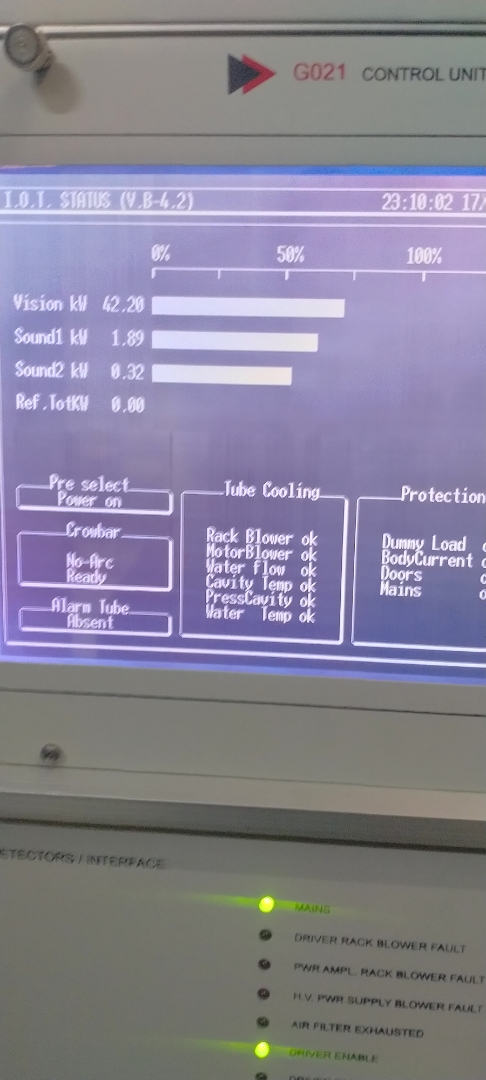 G021 CONTROL UNIT
I.O.T. STATUS (V.B-4.2) 23:10:02 17/
0% 50% 100%
Vision kW 42.20
Sound1 kW 1.89
Sound2 kW 0.32
Ref.TotKW 0.00
Pre select
Power on
Crowbar
No-Arc
Ready
Alarm Tube
Absent
Tube Cooling
Rack Blower ok
MotorBlower ok
Water flow ok
Cavity Temp ok
PressCavity ok
Water Temp ok
Protection
Dummy Load
BodyCurrent
Doors
Mains
ETECTORS / INTERFACE
MAINS
DRIVER RACK BLOWER FAULT
PWR AMPL. RACK BLOWER FAULT
H.V. PWR SUPPLY BLOWER FAULT
AIR FILTER EXHAUSTED
DRIVER ENABLE